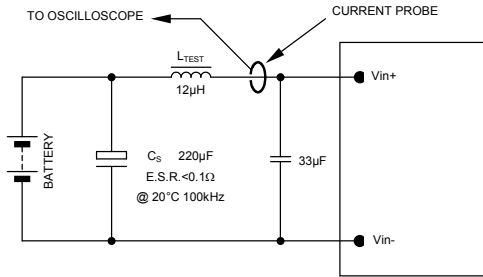 TO OSCILLOSCOPE
CURRENT PROBE
LTEST
12µH
Vin+
BATTERY
CS 220µF
E.S.R.<0.1Ω
@ 20°C 100kHz
33µF
Vin-